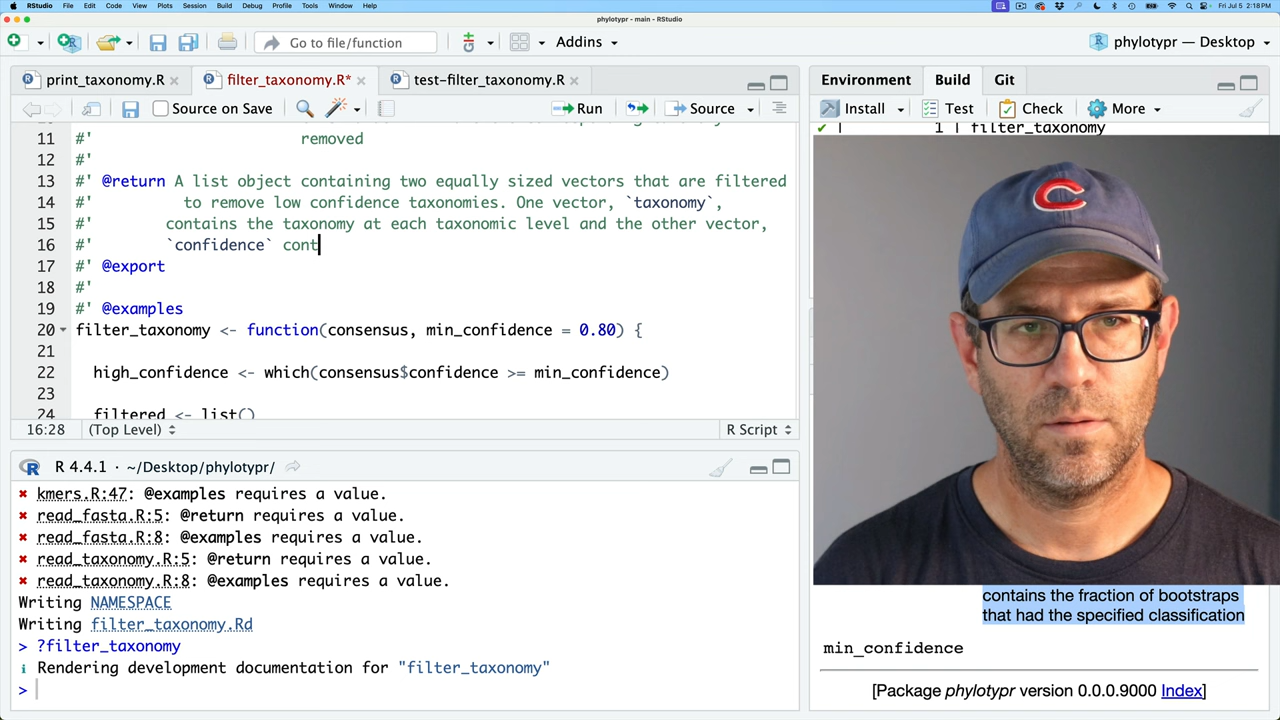 RStudio File Edit Code View Plots Session Build Debug Profile Tools Window Help Fri Jul 5 2:18 PM
phylotypr - main - RStudio
Go to file/function Addins phylotypr — Desktop
print_taxonomy.R filter_taxonomy.R* test-filter_taxonomy.R Environment Build Git
Source on Save Run Source Install Test Check More
1 | filter_taxonomy
11 #' removed
12 #'
13 #' @return A list object containing two equally sized vectors that are filtered
14 #' to remove low confidence taxonomies. One vector, `taxonomy`,
15 #' contains the taxonomy at each taxonomic level and the other vector,
16 #' `confidence` cont
17 #' @export
18 #'
19 #' @examples
20 filter_taxonomy <- function(consensus, min_confidence = 0.80) {
21
22 high_confidence <- which(consensus$confidence >= min_confidence)
23
24 filtered <- list()
16:28 (Top Level) R Script
R 4.4.1 · ~/Desktop/phylotypr/
✖ kmers.R:47: @examples requires a value.
✖ read_fasta.R:5: @return requires a value.
✖ read_fasta.R:8: @examples requires a value.
✖ read_taxonomy.R:5: @return requires a value.
✖ read_taxonomy.R:8: @examples requires a value.
Writing NAMESPACE
Writing filter_taxonomy.Rd
> ?filter_taxonomy
ℹ Rendering development documentation for "filter_taxonomy"
>
C
contains the fraction of bootstraps
that had the specified classification
min_confidence
[Package phylotypr version 0.0.0.9000 Index]